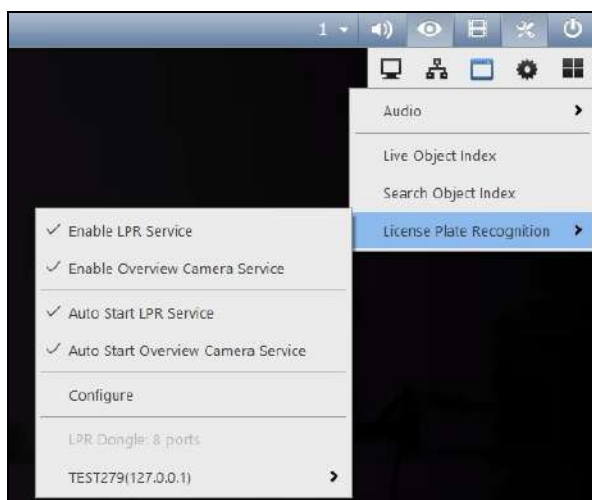 1
Audio
Live Object Index
Search Object Index
License Plate Recognition
Enable LPR Service
Enable Overview Camera Service
Auto Start LPR Service
Auto Start Overview Camera Service
Configure
LPR Dongle: 8 ports
TEST279(127.0.0.1)